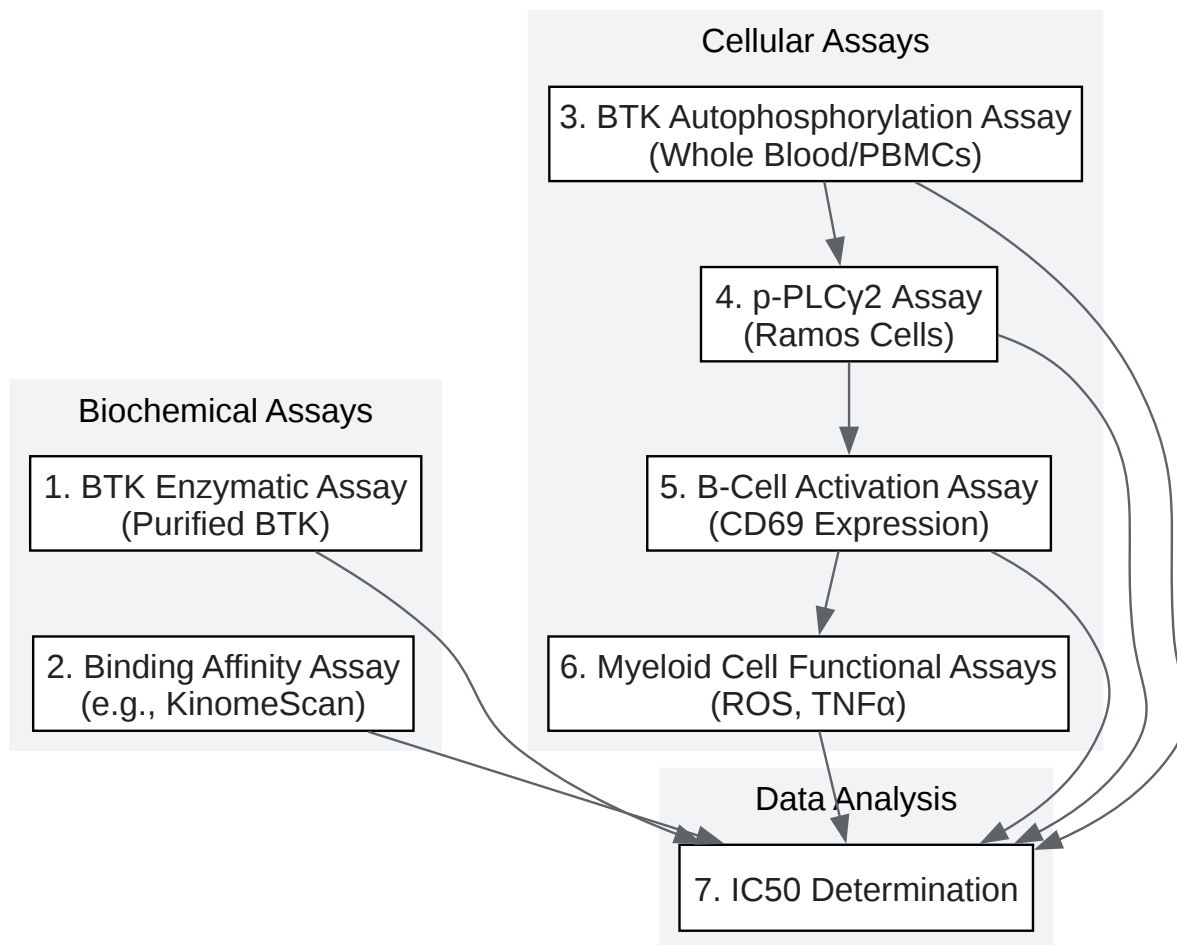 Cellular Assays
3. BTK Autophosphorylation Assay
(Whole Blood/PBMCs)
4. p-PLCγ2 Assay
(Ramos Cells)
Biochemical Assays
1. BTK Enzymatic Assay
(Purified BTK)
5. B-Cell Activation Assay
(CD69 Expression)
2. Binding Affinity Assay
(e.g., KinomeScan)
6. Myeloid Cell Functional Assays
(ROS, TNFα)
Data Analysis
7. IC50 Determination